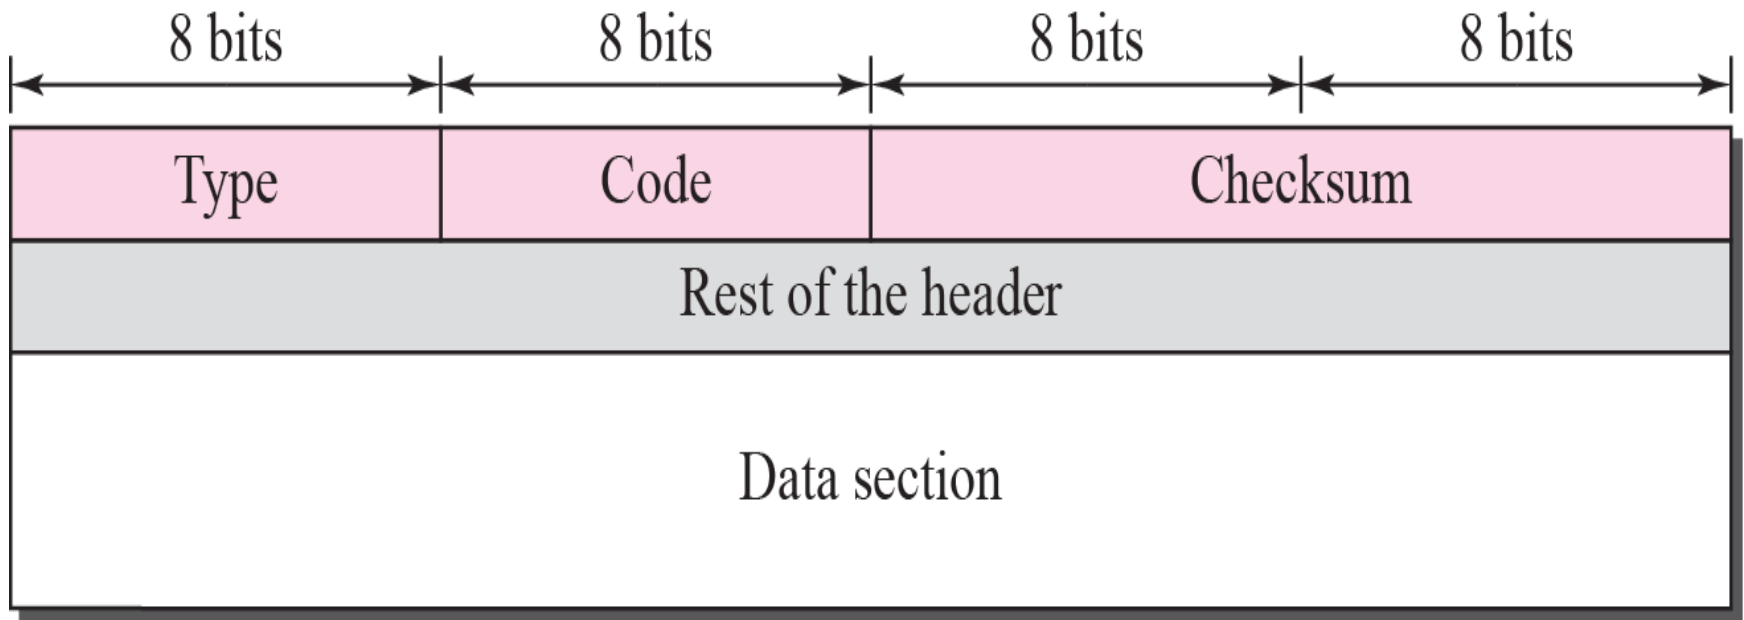 8 bits 8 bits 8 bits 8 bits
Type Code Checksum
Rest of the header
Data section